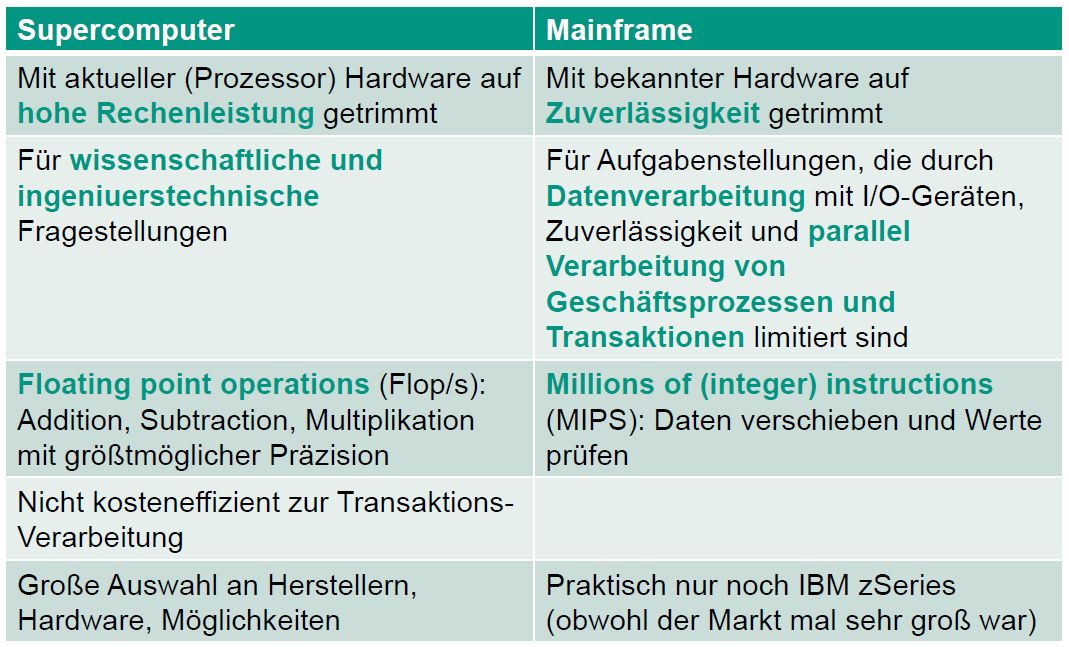 Supercomputer
Mainframe
Mit aktueller (Prozessor) Hardware auf
hohe Rechenleistung getrimmt
Mit bekannter Hardware auf
Zuverlässigkeit getrimmt
Für wissenschaftliche und
ingeniuerstechnische
Fragestellungen
Für Aufgabenstellungen, die durch
Datenverarbeitung mit I/O-Geräten,
Zuverlässigkeit und parallel
Verarbeitung von
Geschäftsprozessen und
Transaktionen limitiert sind
Floating point operations (Flop/s):
Addition, Subtraction, Multiplikation
mit größtmöglicher Präzision
Millions of (integer) instructions
(MIPS): Daten verschieben und Werte
prüfen
Nicht kosteneffizient zur Transaktions-
Verarbeitung
Große Auswahl an Herstellern,
Hardware, Möglichkeiten
Praktisch nur noch IBM zSeries
(obwohl der Markt mal sehr groß war)